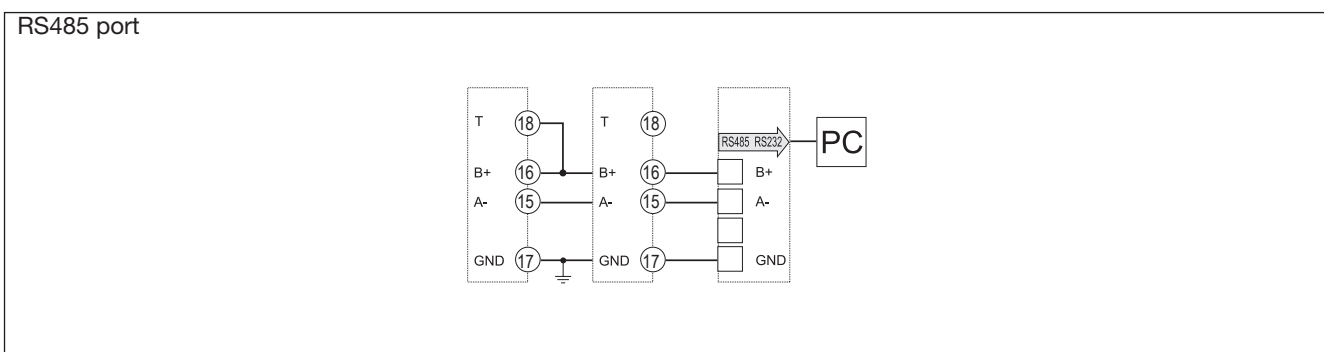 RS485 port
T 18 T 18
RS485 RS232 PC
B+ 16 B+ 16 B+
A- 15 A- 15 A-
GND 17 GND 17 GND